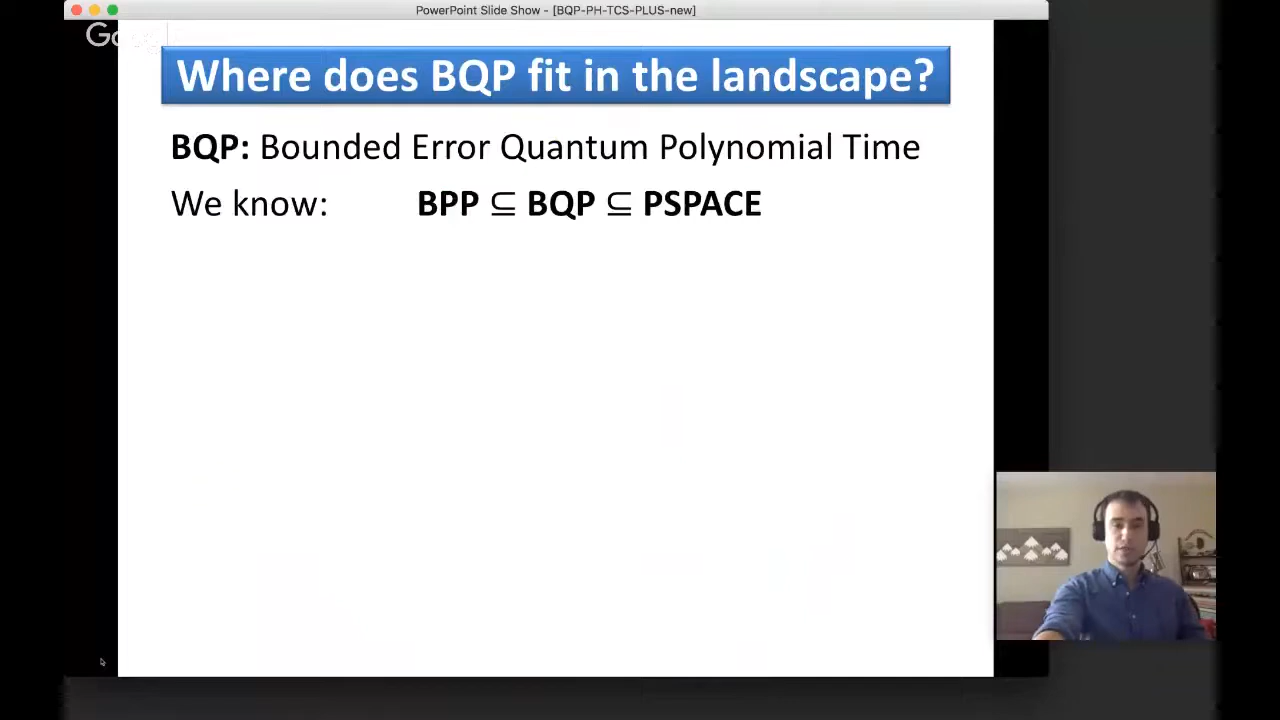 PowerPoint Slide Show - [BQP-PH-TCS-PLUS-new]
Where does BQP fit in the landscape?
BQP: Bounded Error Quantum Polynomial Time
We know: BPP ⊆ BQP ⊆ PSPACE